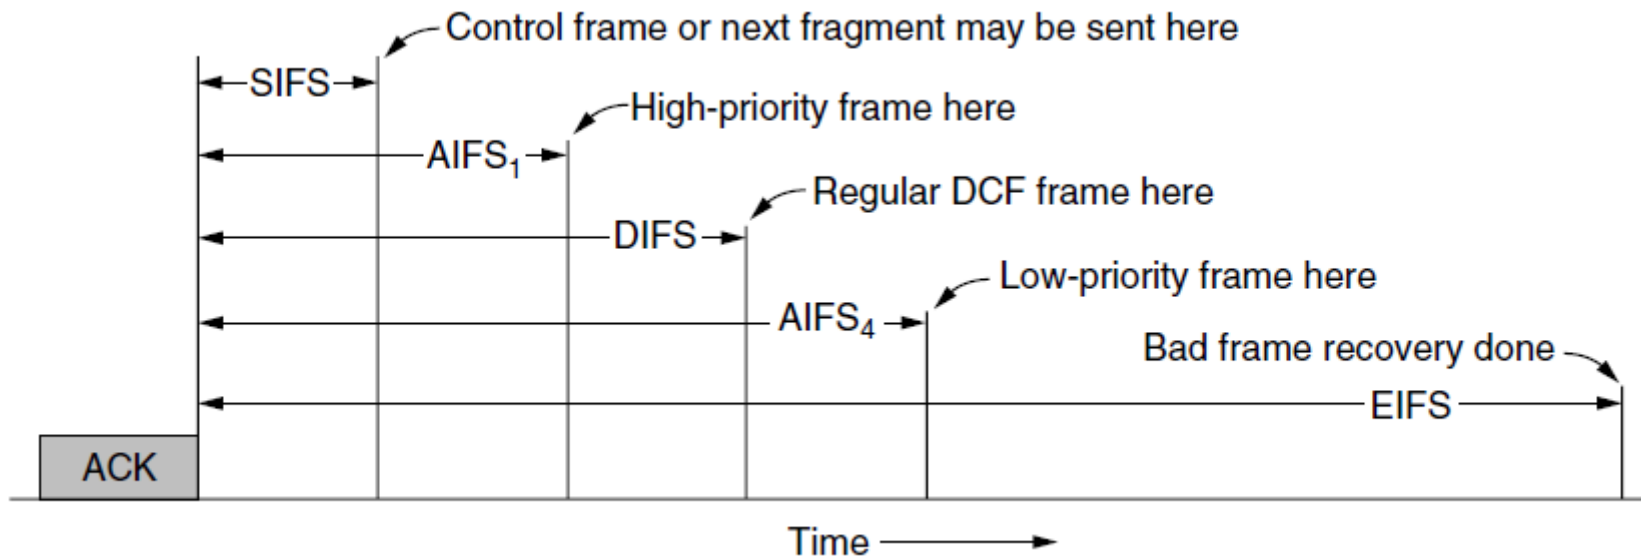 Control frame or next fragment may be sent here
SIFS
High-priority frame here
AIFS₁
Regular DCF frame here
DIFS
Low-priority frame here
AIFS₄
Bad frame recovery done
EIFS
ACK
Time